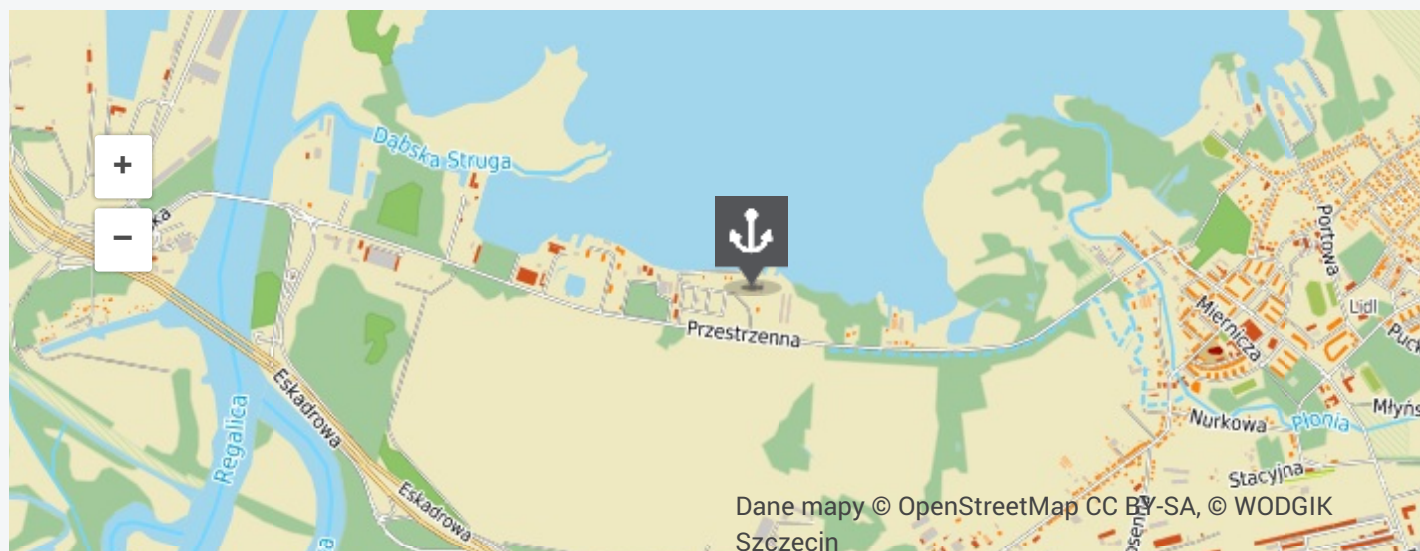 Dąbska Struga
+
−
Portowa
Lidl
Miernicza
Przestrzenna
Eskadrowa
Regalica
Nurkowa
Płonia
Stacyjna
Eskadrowa
Dane mapy © OpenStreetMap CC BY-SA, © WODGIK
Szczecin